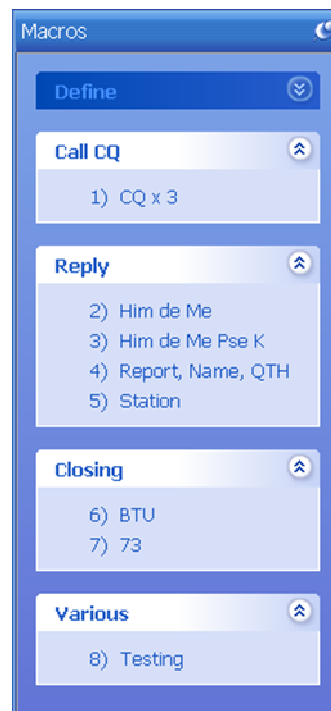 Macros
Define
Call CQ
1) CQ x 3
Reply
2) Him de Me
3) Him de Me Pse K
4) Report, Name, QTH
5) Station
Closing
6) BTU
7) 73
Various
8) Testing